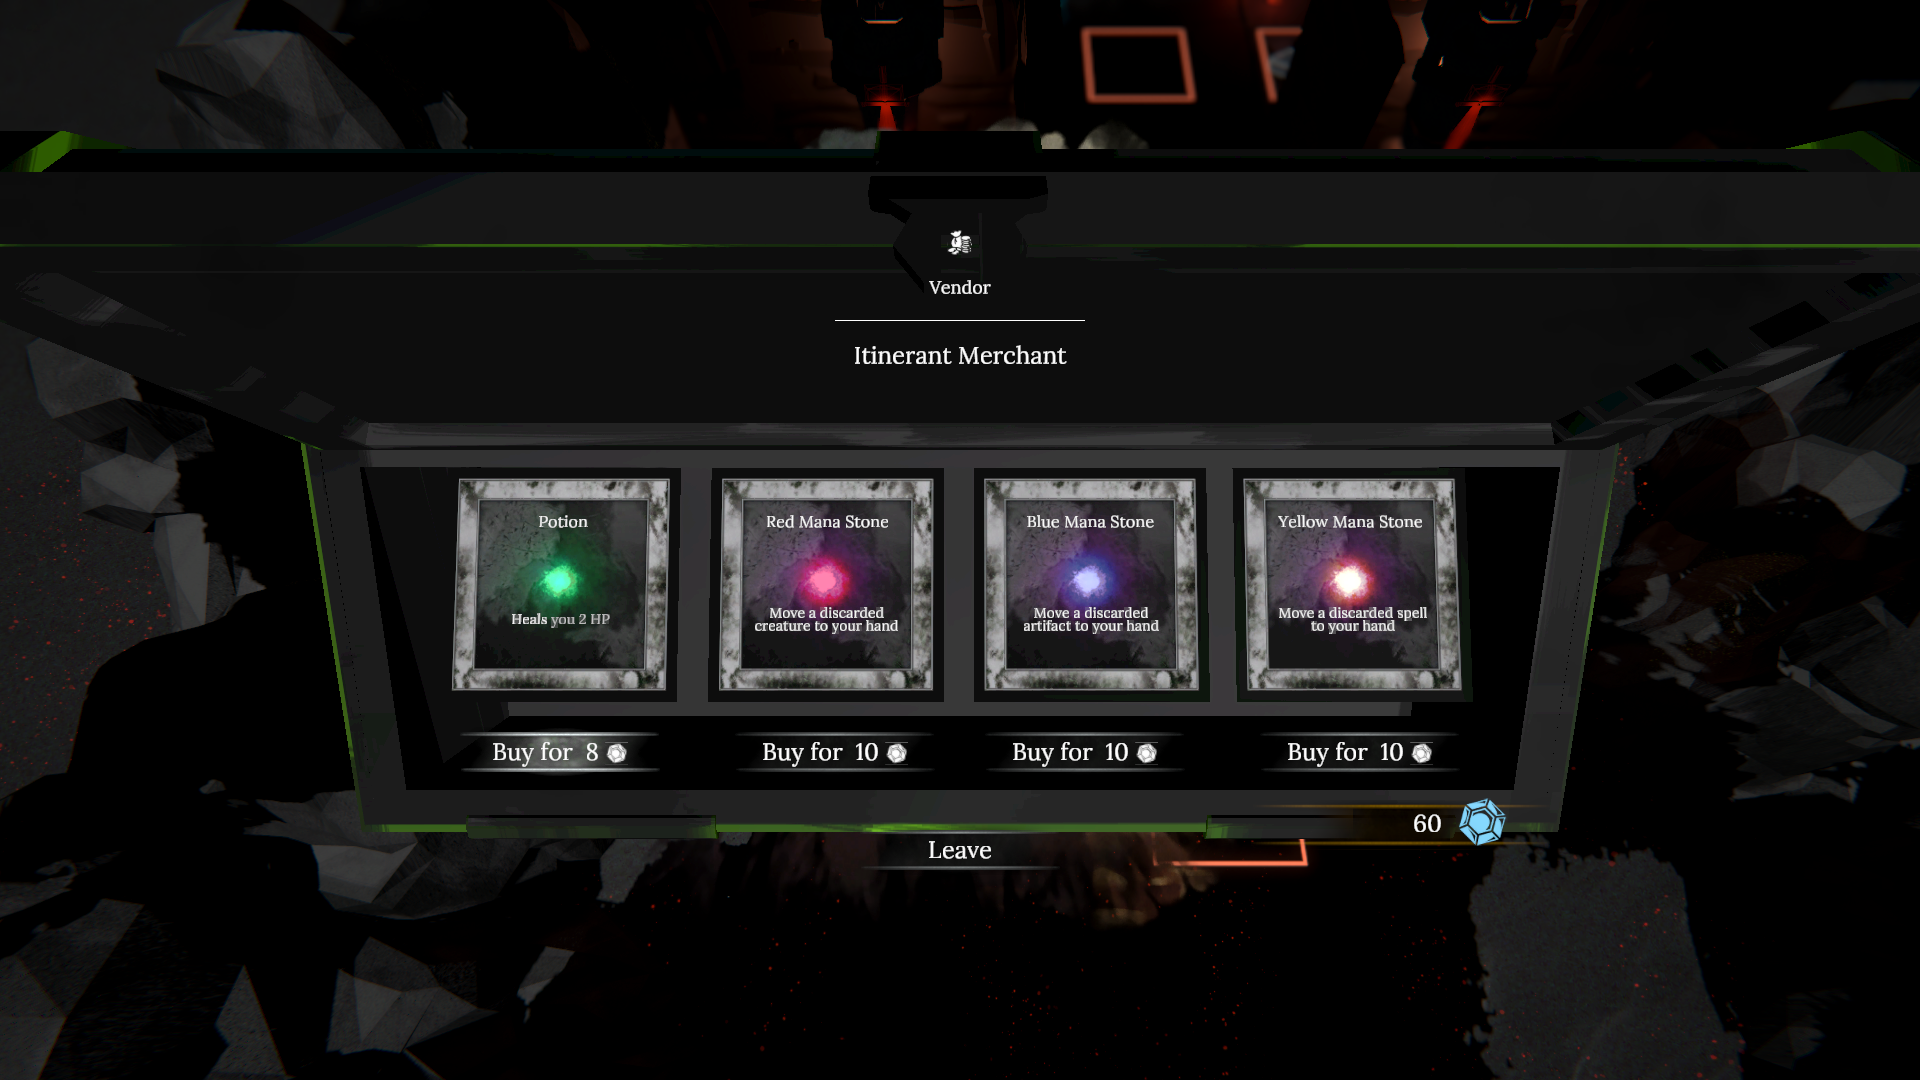 Vendor
Itinerant Merchant
Potion
Heals you 2 HP
Red Mana Stone
Move a discarded
creature to your hand
Blue Mana Stone
Move a discarded
artifact to your hand
Yellow Mana Stone
Move a discarded spell
to your hand
Buy for 8
Buy for 10
Buy for 10
Buy for 10
60
Leave